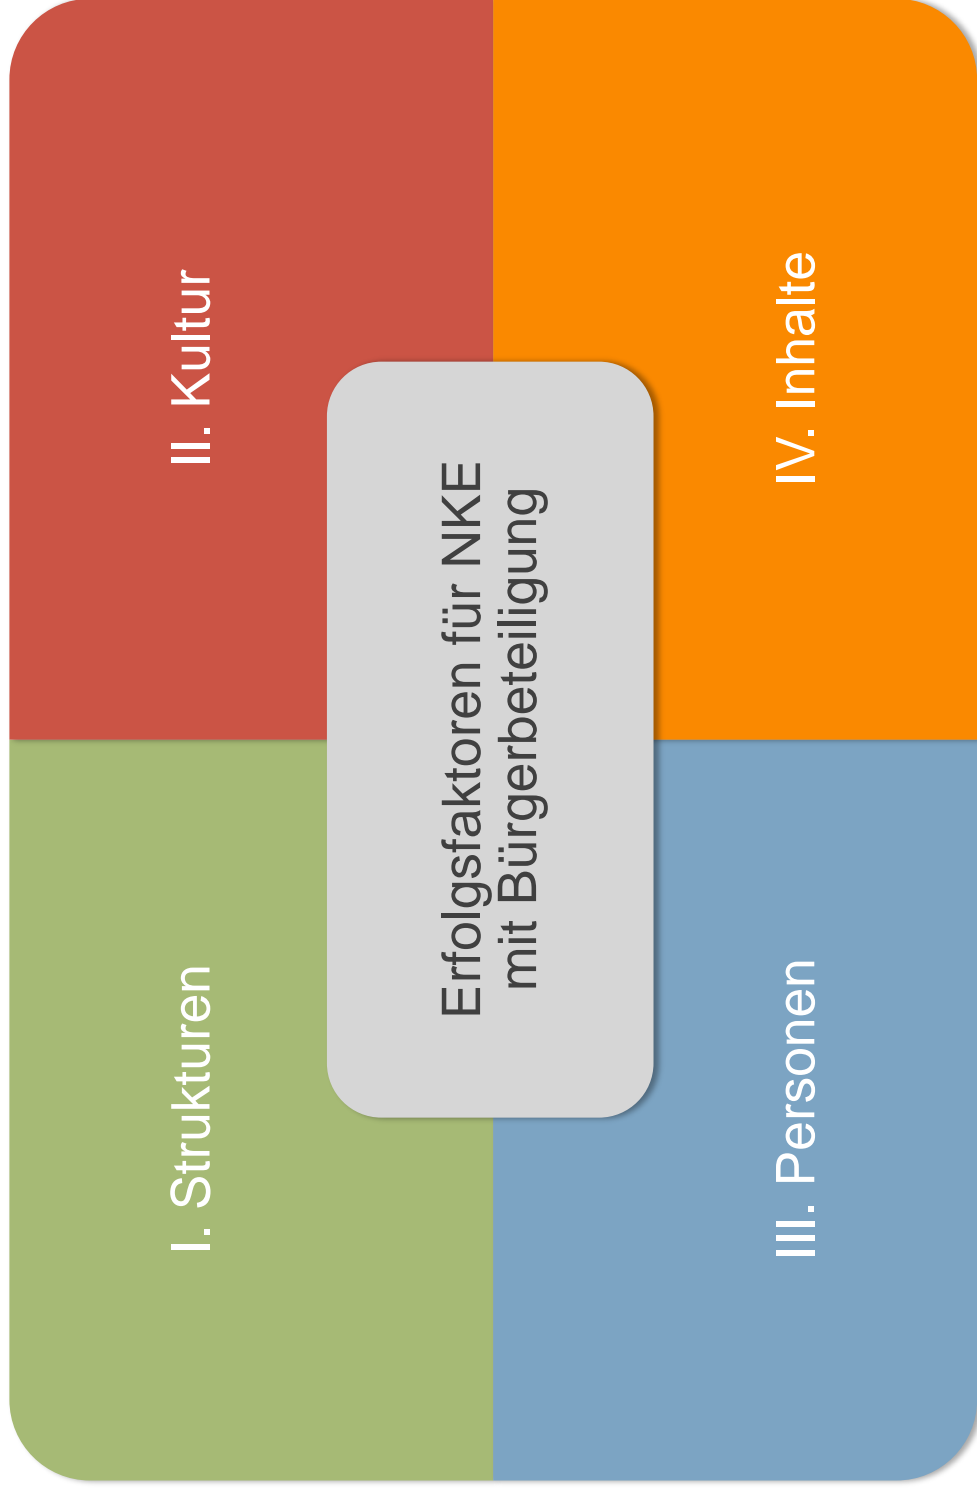 I. Strukturen
II. Kultur
Erfolgsfaktoren für NKE
mit Bürgerbeteiligung
III. Personen
IV. Inhalte